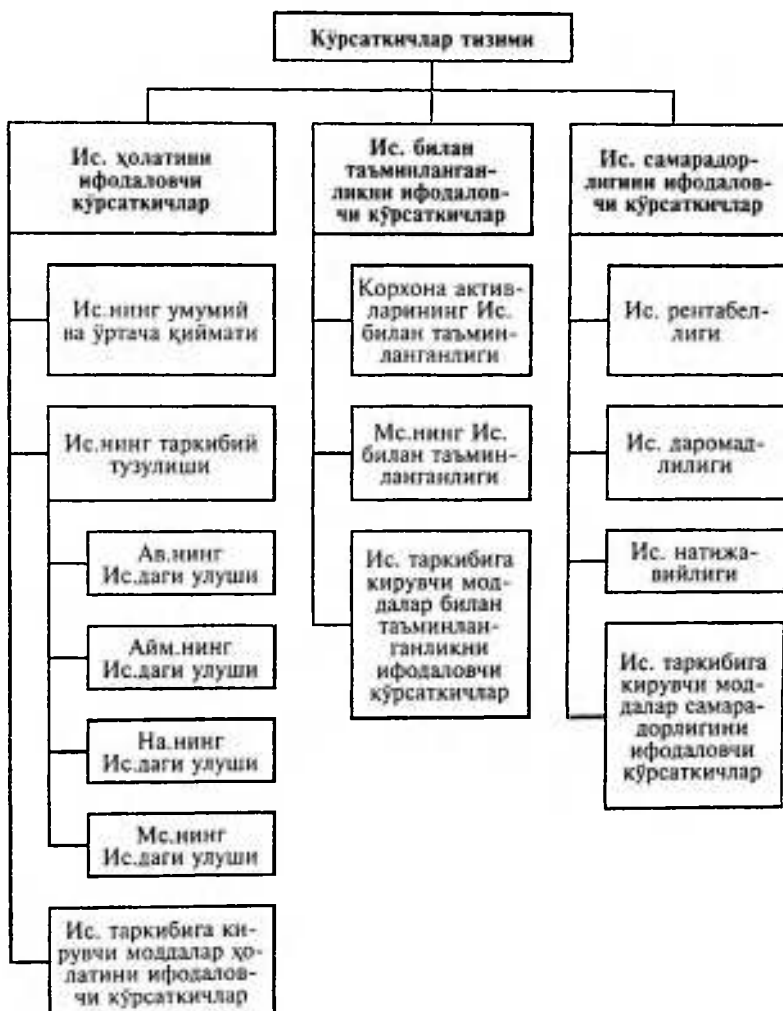 Кўрсаткичлар тизими
Ис. ҳолатини
ифодаловчи
кўрсаткичлар
Ис.нинг умумий
ва ўртача қиймати
Ис.нинг таркибий
тузулиши
Ав.нинг
Ис.даги улуши
Айм.нинг
Ис.даги улуши
На.нинг
Ис.даги улуши
Мс.нинг
Ис.даги улуши
Ис. таркибига ки-
рувчи моддалар ҳо-
латини ифодалов-
чи кўрсаткичлар
Ис. билан
таъминланган-
ликни ифодалов-
чи кўрсаткичлар
Корхона актив-
ларининг Ис.
билан таъмин-
ланганлиги
Мс.нинг Ис.
билан таъмин-
ланганлиги
Ис. таркибига
кирувчи мод-
далар билан
таъминлан-
ганликни
ифодаловчи
кўрсаткичлар
Ис. самарадор-
лигини ифодалов-
чи кўрсаткичлар
Ис. рентабел-
лиги
Ис. даромад-
лилиги
Ис. натижа-
вийлиги
Ис. таркибига
кирувчи мод-
далар самара-
дорлигини
ифодаловчи
кўрсаткичлар